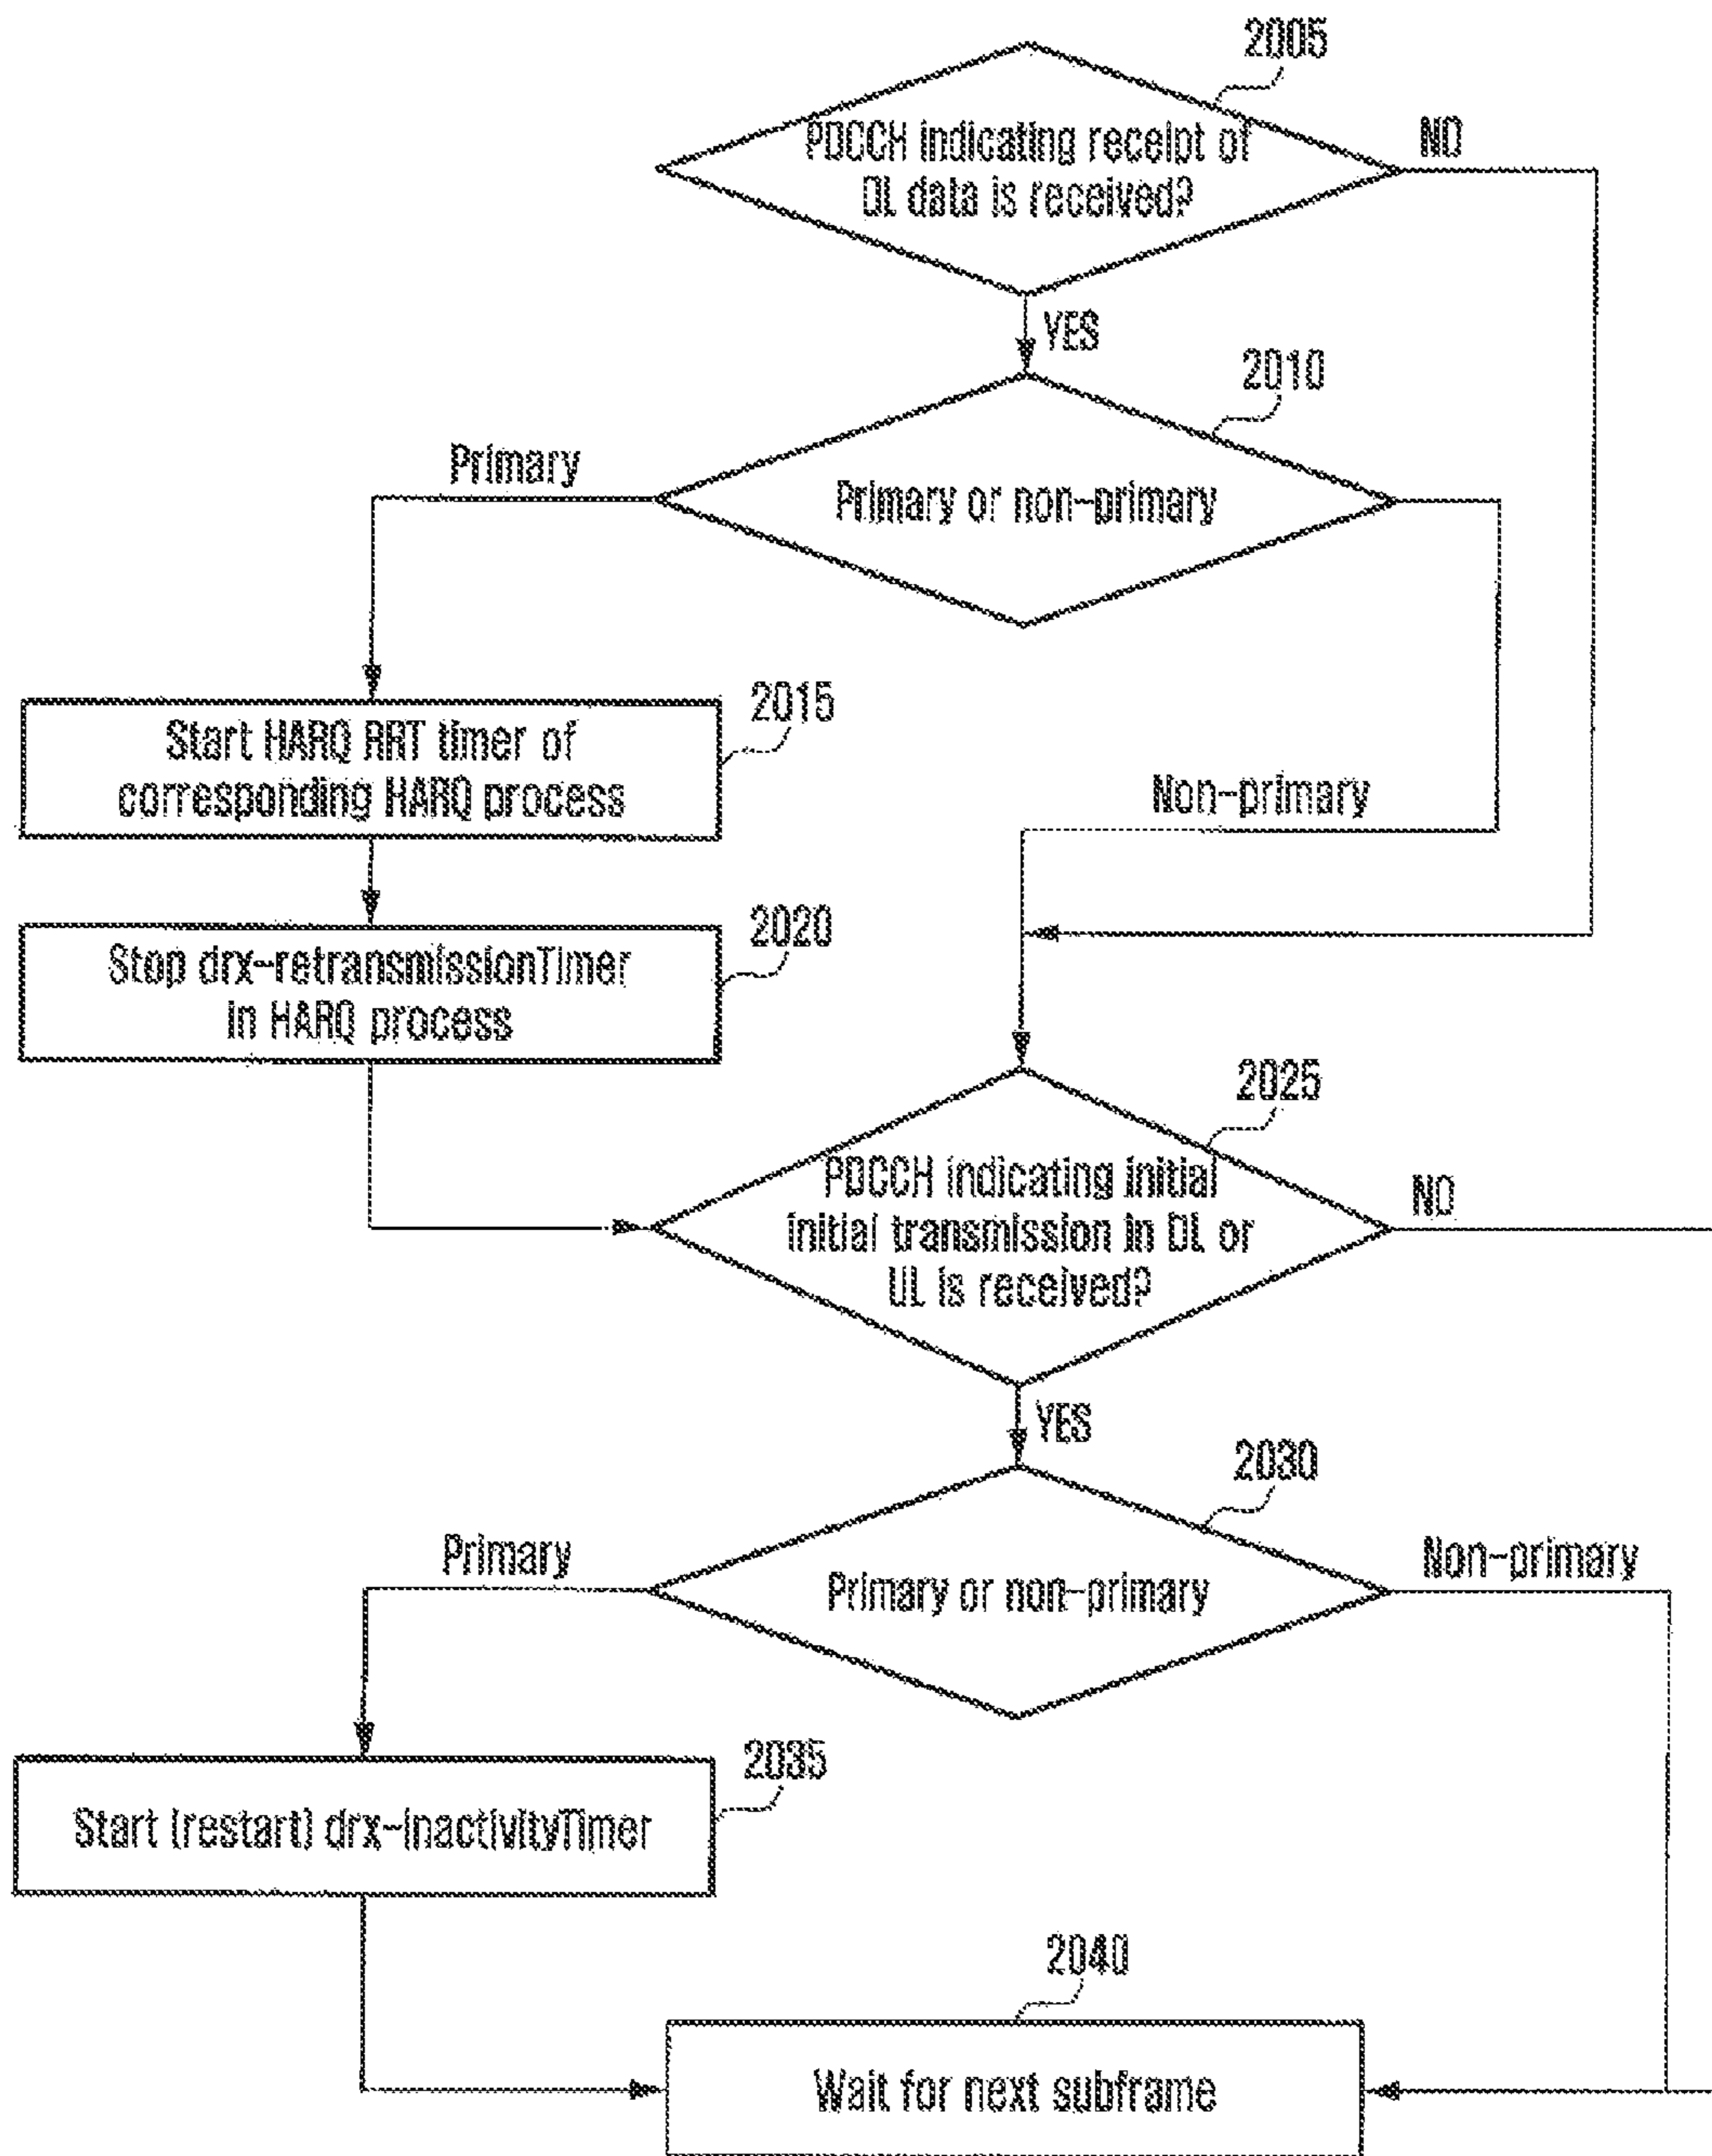 2005
PDCCH indicating receipt of
DL data is received?
NO
YES
2010
Primary
Primary or non-primary
2015
Start HARQ RRT timer of
corresponding HARQ process
Non-primary
2020
Stop drx-retransmissionTimer
in HARQ process
2025
PDCCH indicating initial
initial transmission in DL or
UL is received?
NO
YES
2030
Primary
Primary or non-primary
Non-primary
2035
Start (restart) drx-inactivityTimer
2040
Wait for next subframe